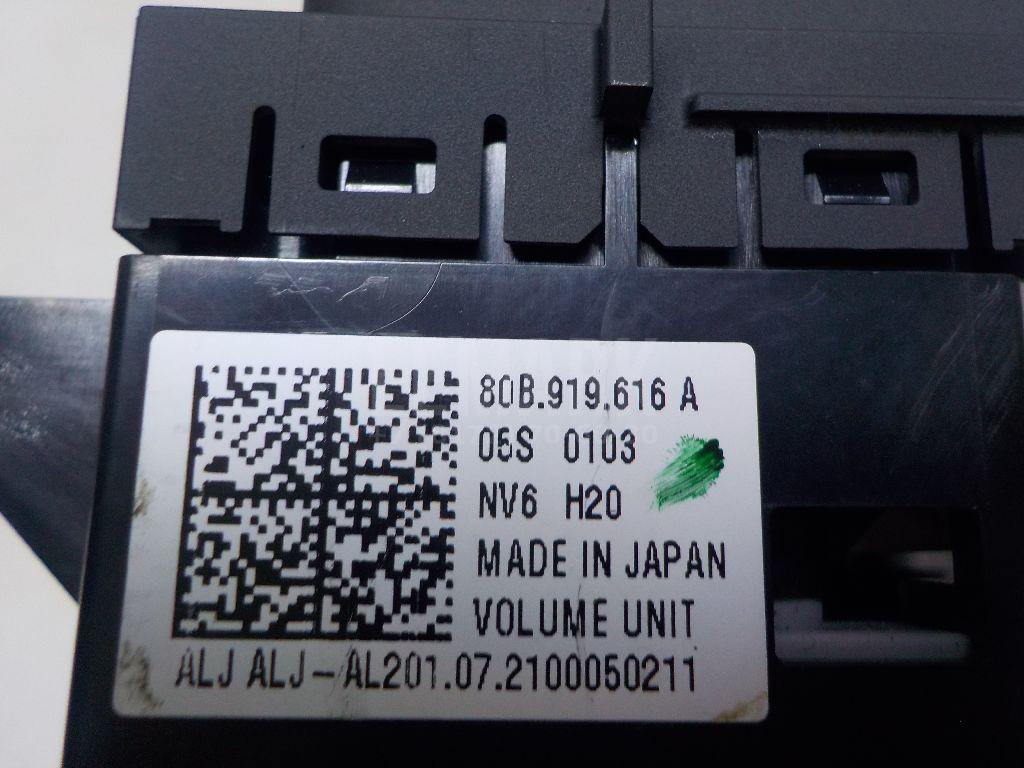 80B.919.616 A
05S 0103
NV6 H20
MADE IN JAPAN
VOLUME UNIT
ALJ ALJ-AL201.07.2100050211